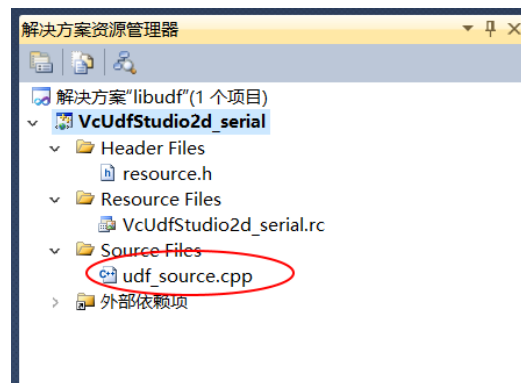 解决方案资源管理器
解决方案"libudf"(1 个项目)
VcUdfStudio2d_serial
Header Files
resource.h
Resource Files
VcUdfStudio2d_serial.rc
Source Files
udf_source.cpp
外部依赖项